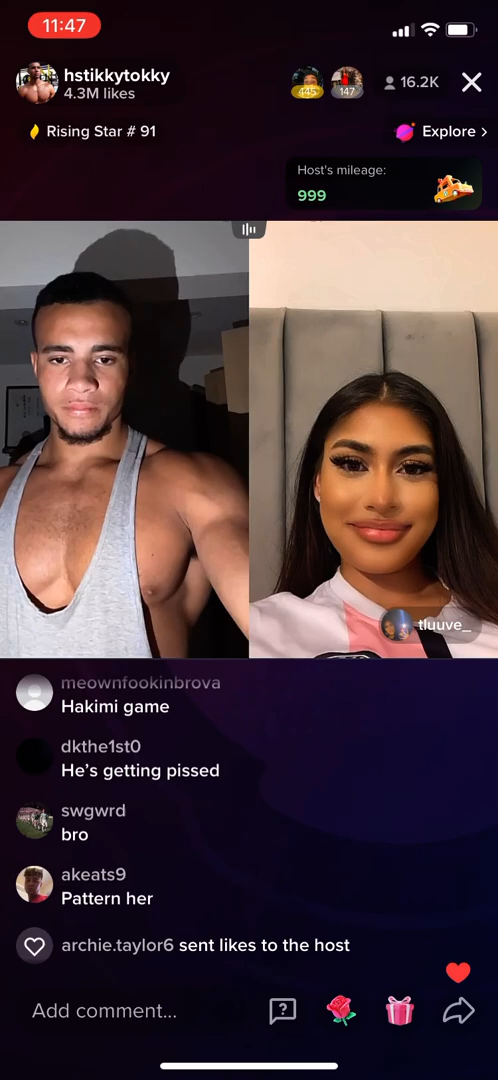 11:47
hstikkytokky
4.3M likes
445
147
16.2K
Rising Star # 91
Explore >
Host's mileage:
999
tluuve_
meownfookinbrova
Hakimi game
dkthe1st0
He's getting pissed
swgwrd
bro
akeats9
Pattern her
archie.taylor6 sent likes to the host
Add comment...